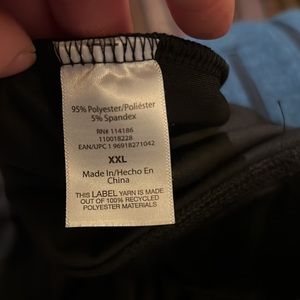 95% Polyester/Poliéster
5% Spandex
RN# 114186
110018228
EAN/UPC 1 96918271042
XXL
Made In/Hecho En
China
THIS LABEL YARN IS MADE
OUT OF 100% RECYCLED
POLYESTER MATERIALS